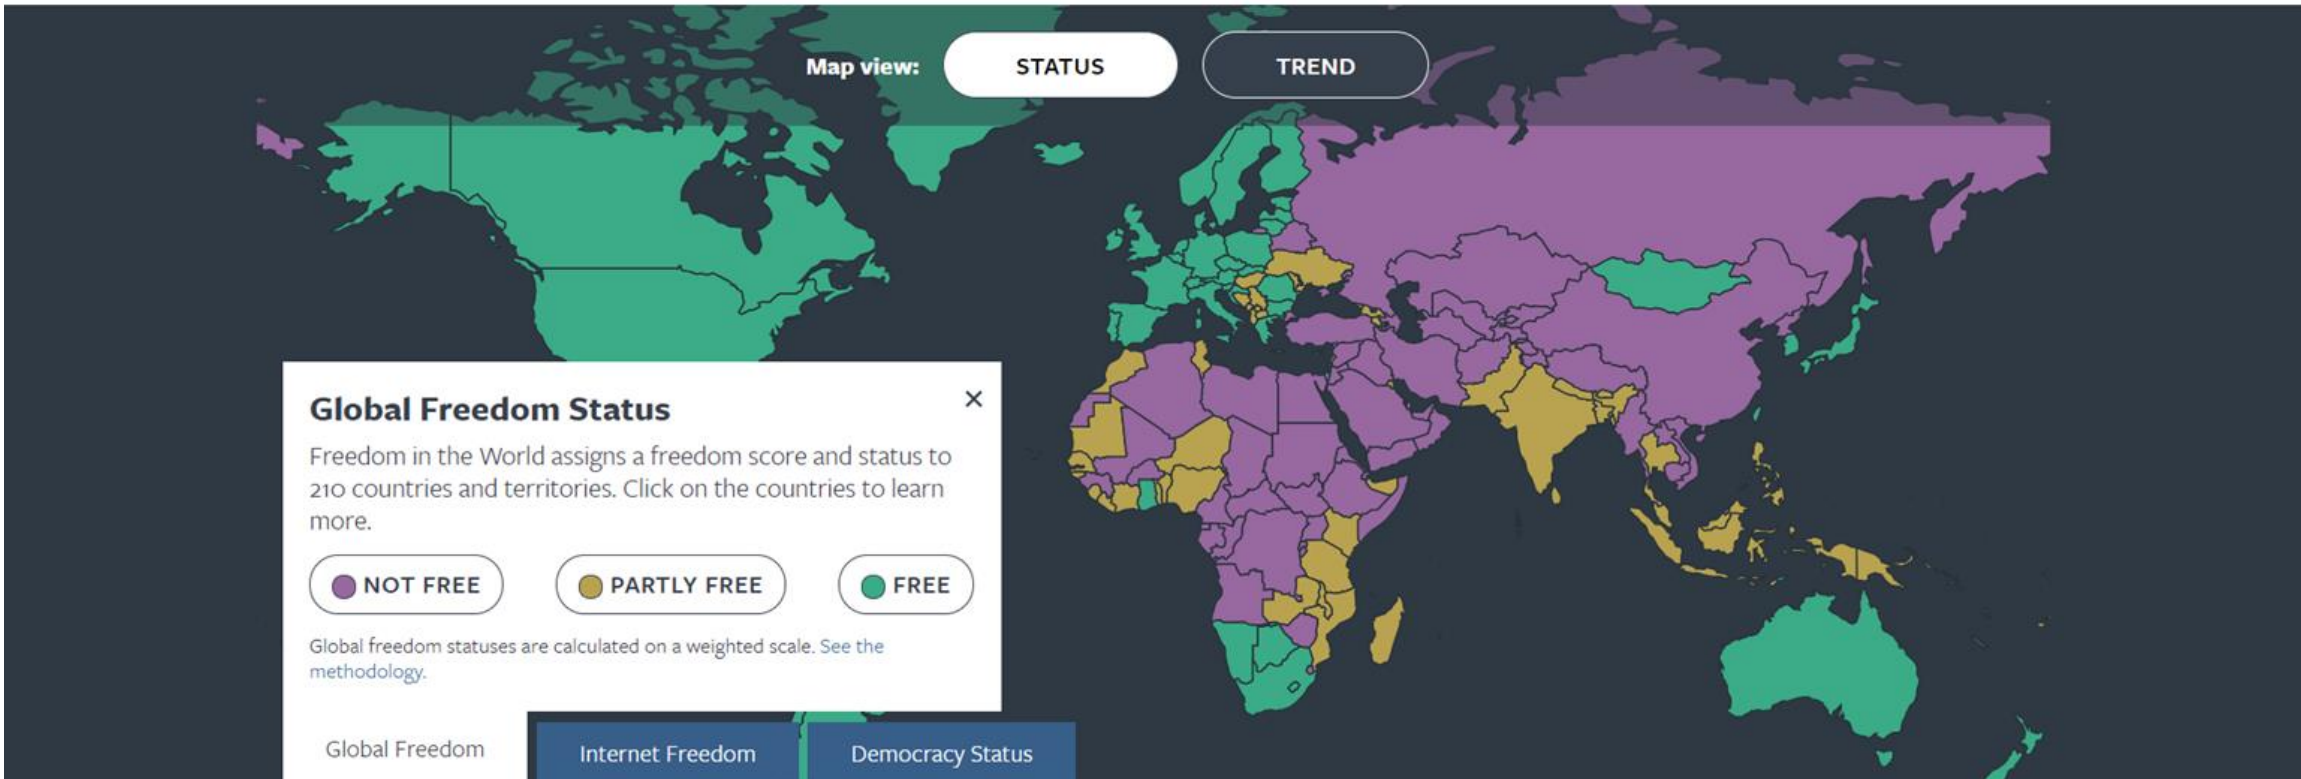 Map view: STATUS TREND
Global Freedom Status ×
Freedom in the World assigns a freedom score and status to
210 countries and territories. Click on the countries to learn
more.
NOT FREE PARTLY FREE FREE
Global freedom statuses are calculated on a weighted scale. See the
methodology.
Global Freedom Internet Freedom Democracy Status